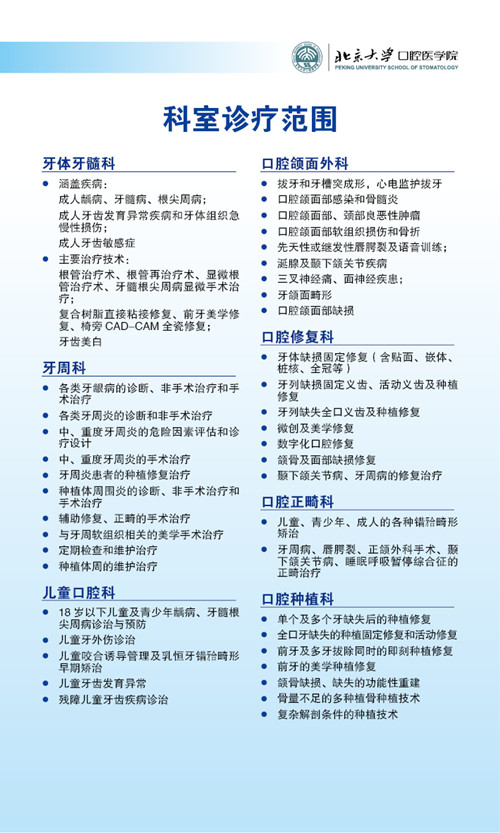 北京大学口腔医学院
PEKING UNIVERSITY SCHOOL OF STOMATOLOGY
科室诊疗范围
牙体牙髓科
涵盖疾病:
成人龋病、牙髓病、根尖周病;
成人牙齿发育异常疾病和牙体组织急
慢性损伤;
成人牙齿敏感症
主要治疗技术:
根管治疗术、根管再治疗术、显微根
管治疗术、牙髓根尖周病显微手术治
疗;
复合树脂直接粘接修复、前牙美学修
复、椅旁 CAD-CAM 全瓷修复;
牙齿美白
牙周科
各类牙龈病的诊断、非手术治疗和手
术治疗
各类牙周炎的诊断和非手术治疗
中、重度牙周炎的危险因素评估和诊
疗设计
中、重度牙周炎的手术治疗
牙周炎患者的种植修复治疗
种植体周围炎的诊断、非手术治疗和
手术治疗
辅助修复、正畸的手术治疗
与牙周软组织相关的美学手术治疗
定期检查和维护治疗
种植体周的维护治疗
儿童口腔科
18 岁以下儿童及青少年龋病、牙髓根
尖周病诊治与预防
儿童牙外伤诊治
儿童咬合诱导管理及乳恒牙错𬌗畸形
早期矫治
儿童牙齿发育异常
残障儿童牙齿疾病诊治
口腔颌面外科
拔牙和牙槽突成形，心电监护拔牙
口腔颌面部感染和骨髓炎
口腔颌面部、颈部良恶性肿瘤
口腔颌面部软组织损伤和骨折
先天性或继发性唇腭裂及语音训练;
涎腺及颞下颌关节疾病
三叉神经痛、面神经疾患;
牙颌面畸形
口腔颌面部缺损
口腔修复科
牙体缺损固定修复（含贴面、嵌体、
桩核、全冠等）
牙列缺损固定义齿、活动义齿及种植
修复
牙列缺失全口义齿及种植修复
微创及美学修复
数字化口腔修复
颌骨及面部缺损修复
颞下颌关节病、牙周病的修复治疗
口腔正畸科
儿童、青少年、成人的各种错𬌗畸形
矫治
牙周病、唇腭裂、正颌外科手术、颞
下颌关节病、睡眠呼吸暂停综合征的
正畸治疗
口腔种植科
单个及多个牙缺失后的种植修复
全口牙缺失的种植固定修复和活动修复
前牙及多牙拔除同时的即刻种植修复
前牙的美学种植修复
颌骨缺损、缺失的功能性重建
骨量不足的多种植骨种植技术
复杂解剖条件的种植技术